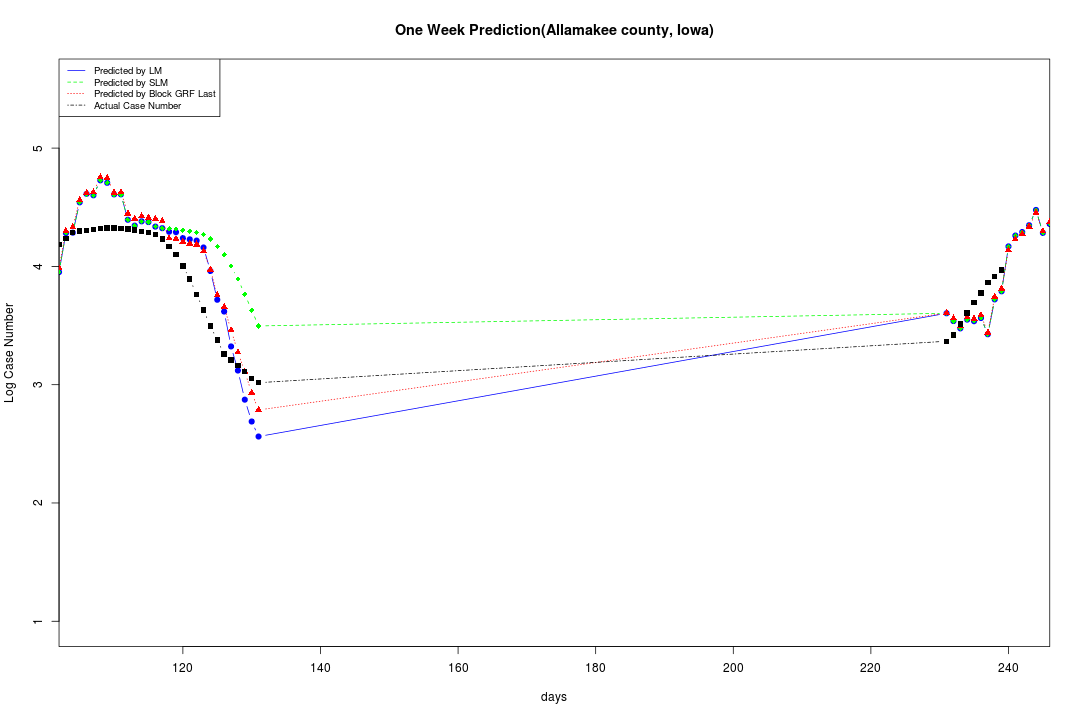 One Week Prediction(Allamakee county, Iowa)
Predicted by LM
Predicted by SLM
Predicted by Block GRF Last
Actual Case Number
Log Case Number
5
4
3
2
1
120 140 160 180 200 220 240
days